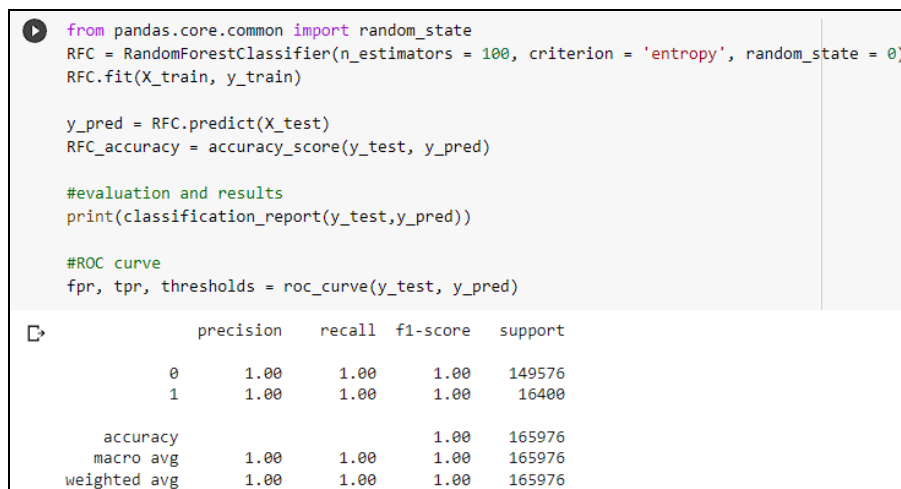 from pandas.core.common import random_state
RFC = RandomForestClassifier(n_estimators = 100, criterion = 'entropy', random_state = 0)
RFC.fit(X_train, y_train)
y_pred = RFC.predict(X_test)
RFC_accuracy = accuracy_score(y_test, y_pred)
#evaluation and results
print(classification_report(y_test,y_pred))
#ROC curve
fpr, tpr, thresholds = roc_curve(y_test, y_pred)
precision recall f1-score support
0 1.00 1.00 1.00 149576
1 1.00 1.00 1.00 16400
accuracy 1.00 165976
macro avg 1.00 1.00 1.00 165976
weighted avg 1.00 1.00 1.00 165976